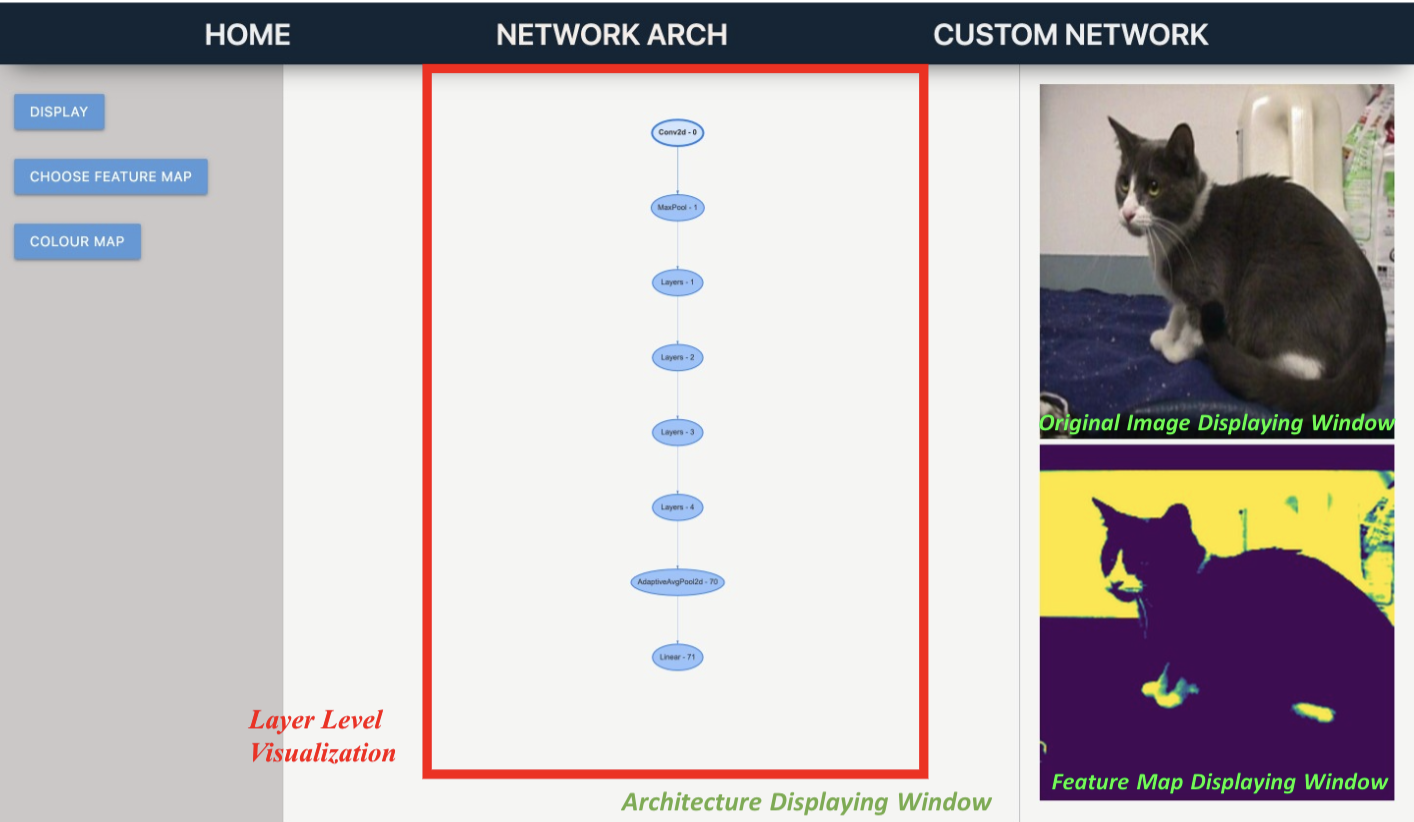 HOME
NETWORK ARCH
CUSTOM NETWORK
DISPLAY
CHOOSE FEATURE MAP
COLOUR MAP
Conv2d - 0
MaxPool - 1
Layers - 1
Layers - 2
Layers - 3
Layers - 4
AdaptiveAvgPool2d - 70
Linear - 71
Layer Level
Visualization
Architecture Displaying Window
Original Image Displaying Window
Feature Map Displaying Window